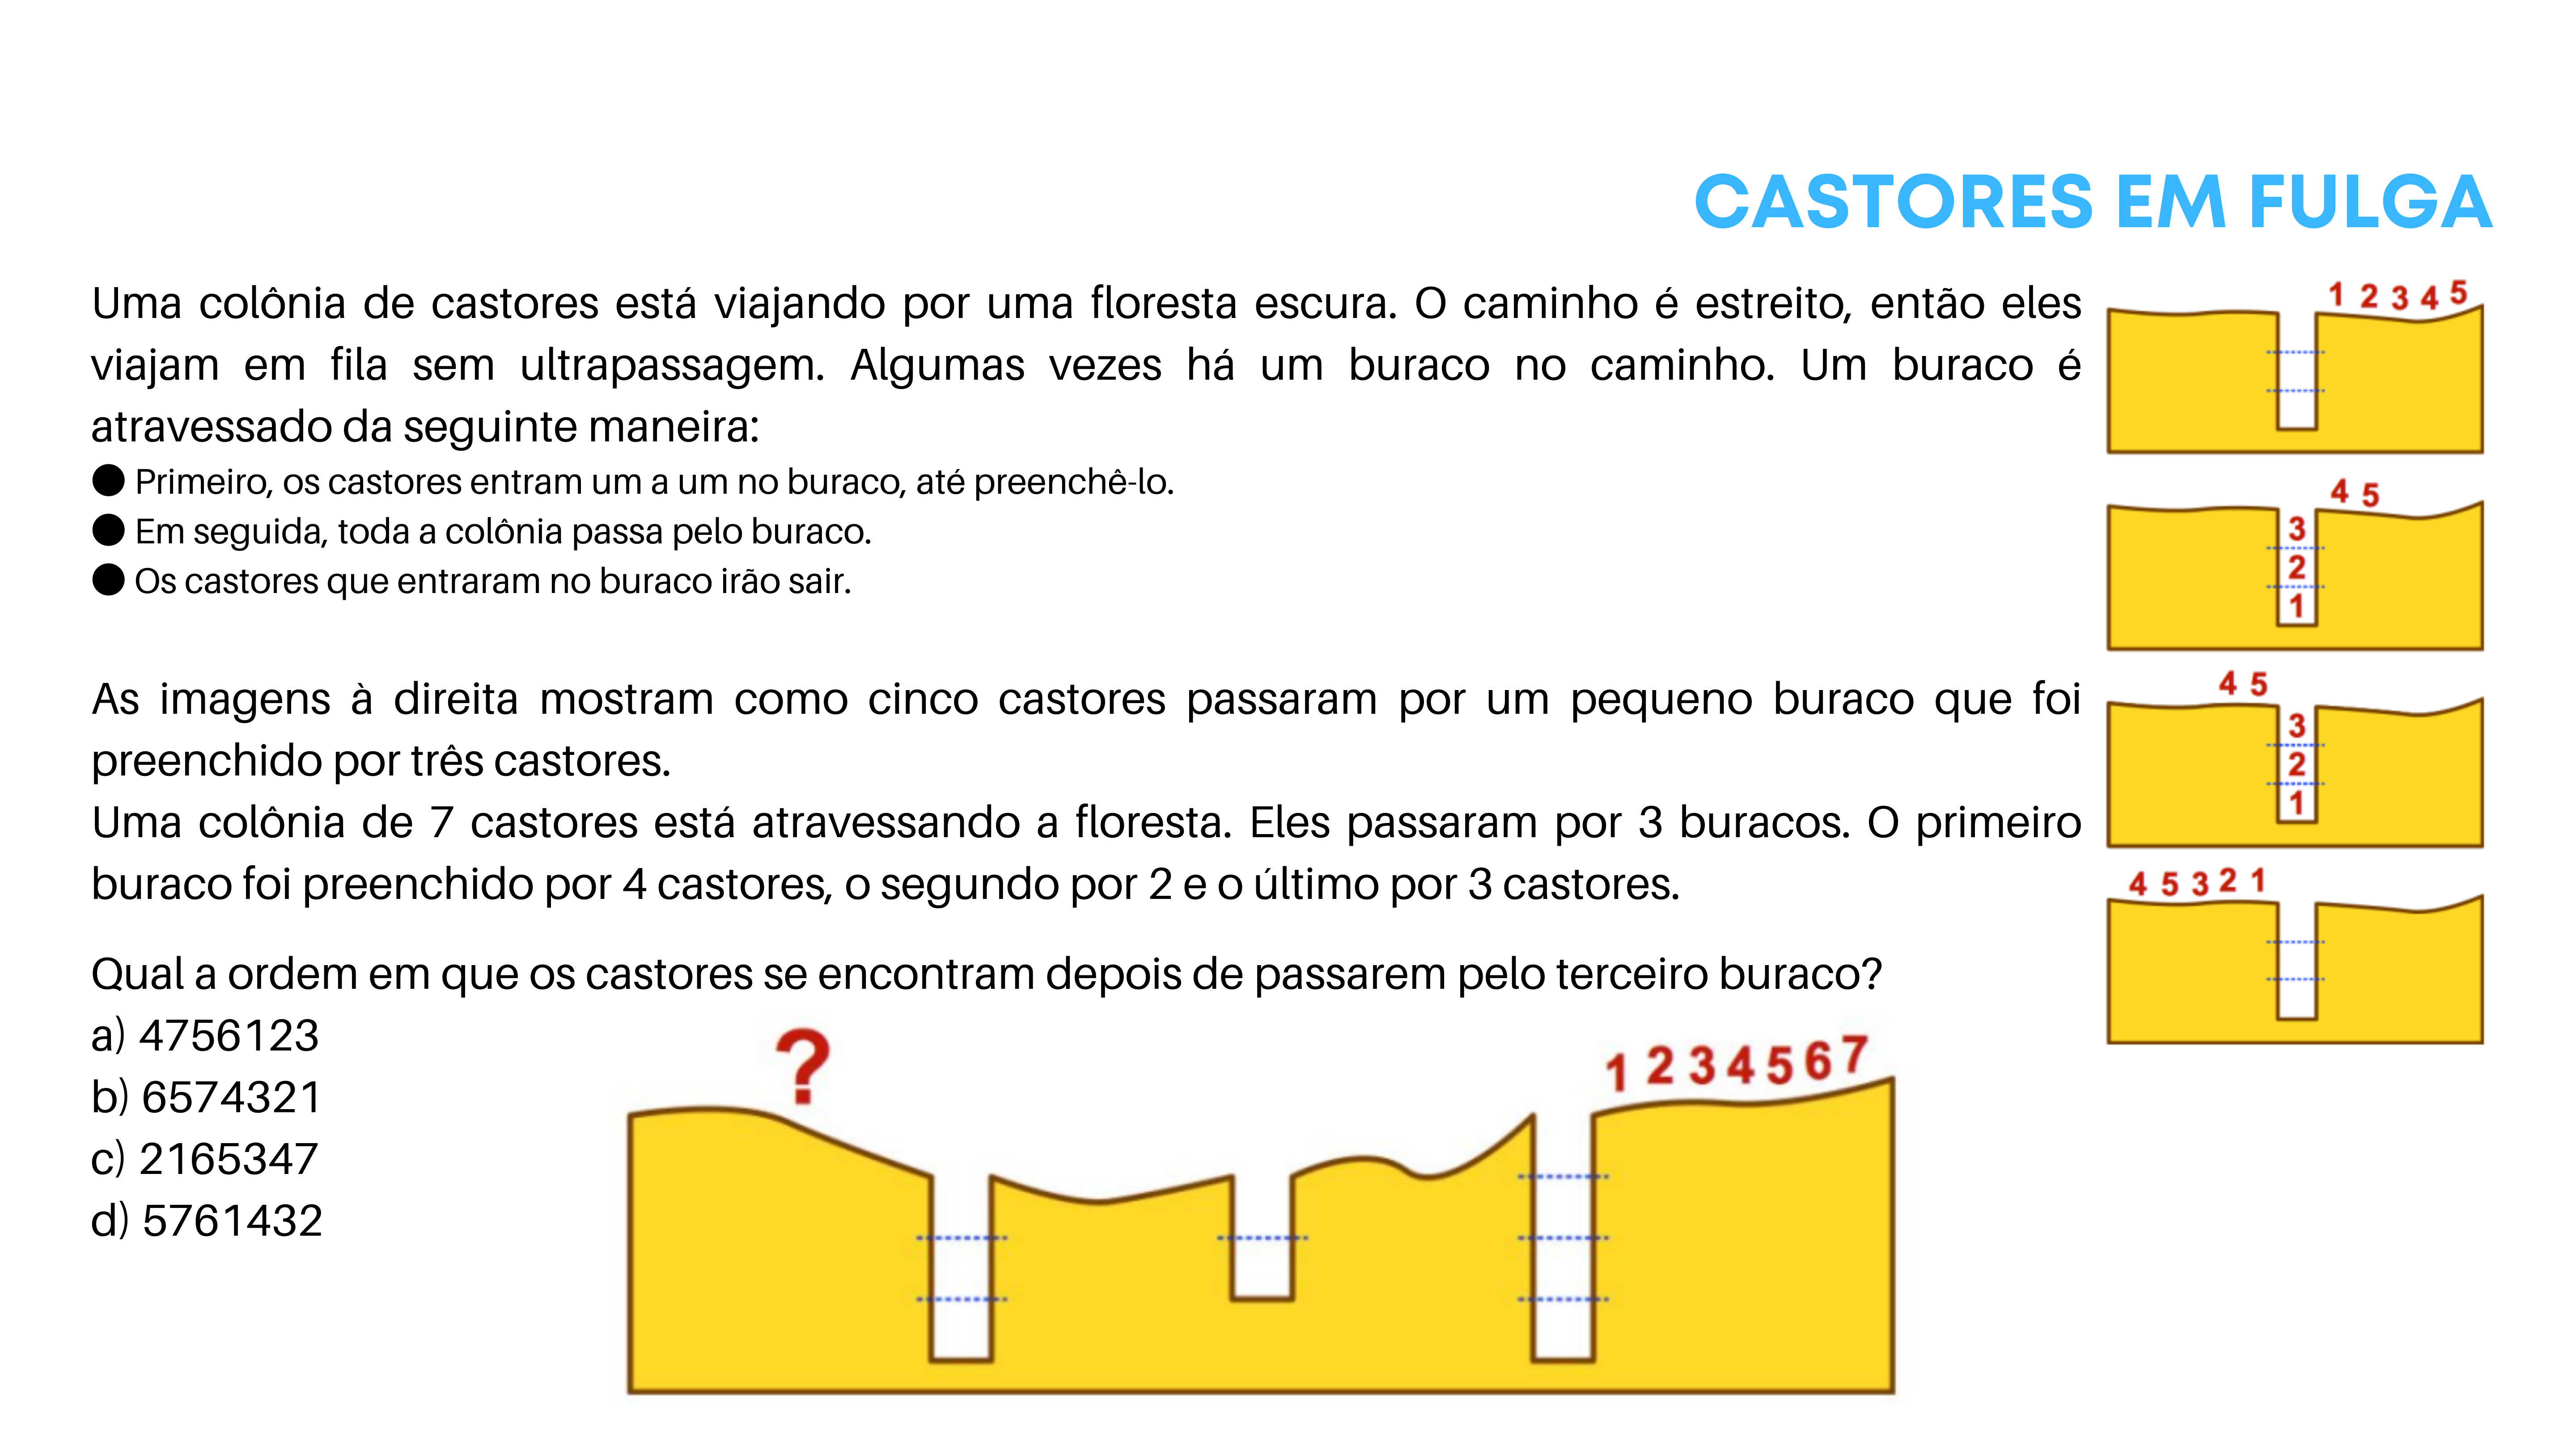 CASTORES EM FULGA
Uma colônia de castores está viajando por uma floresta escura. O caminho é estreito, então eles
viajam em fila sem ultrapassagem. Algumas vezes há um buraco no caminho. Um buraco é
atravessado da seguinte maneira:
● Primeiro, os castores entram um a um no buraco, até preenchê-lo.
● Em seguida, toda a colônia passa pelo buraco.
● Os castores que entraram no buraco irão sair.
As imagens à direita mostram como cinco castores passaram por um pequeno buraco que foi
preenchido por três castores.
Uma colônia de 7 castores está atravessando a floresta. Eles passaram por 3 buracos. O primeiro
buraco foi preenchido por 4 castores, o segundo por 2 e o último por 3 castores.
Qual a ordem em que os castores se encontram depois de passarem pelo terceiro buraco?
a) 4756123
b) 6574321
c) 2165347
d) 5761432
1 2 3 4 5
4 5
3
2
1
4 5
3
2
1
4 5 3 2 1
?
1 2 3 4 5 6 7